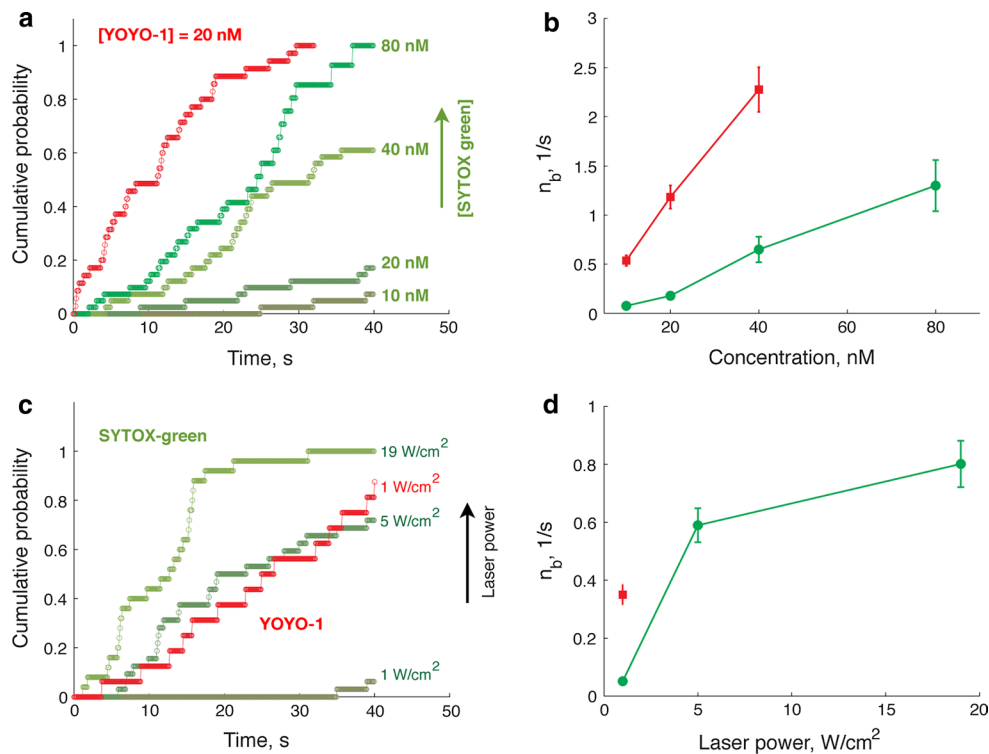 a
[YOYO-1] = 20 nM
80 nM
40 nM
20 nM
10 nM
[SYTOX green]
Cumulative probability
1
0.8
0.6
0.4
0.2
0
0 10 20 30 40 50
Time, s
b
n_b, 1/s
3
2.5
2
1.5
1
0.5
0
20 40 60 80
Concentration, nM
c
SYTOX-green
19 W/cm²
1 W/cm²
5 W/cm²
YOYO-1
1 W/cm²
Laser power
Cumulative probability
1
0.8
0.6
0.4
0.2
0
0 10 20 30 40 50
Time, s
d
n_b, 1/s
1
0.8
0.6
0.4
0.2
0
0 5 10 15 20
Laser power, W/cm²